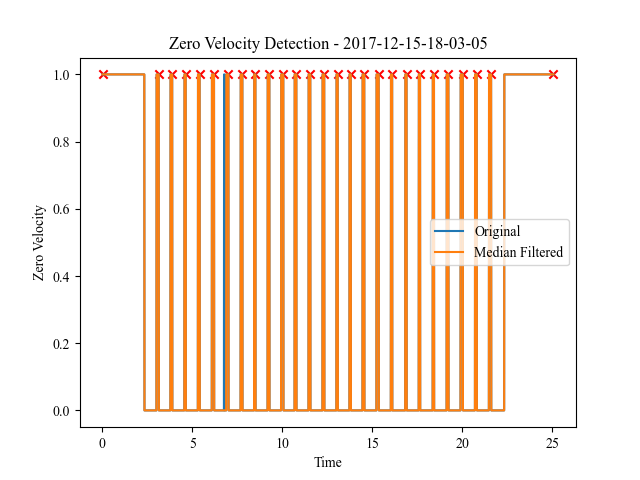 Zero Velocity Detection - 2017-12-15-18-03-05
1.0
0.8
0.6
0.4
0.2
0.0
Zero Velocity
Original
Median Filtered
0 5 10 15 20 25
Time